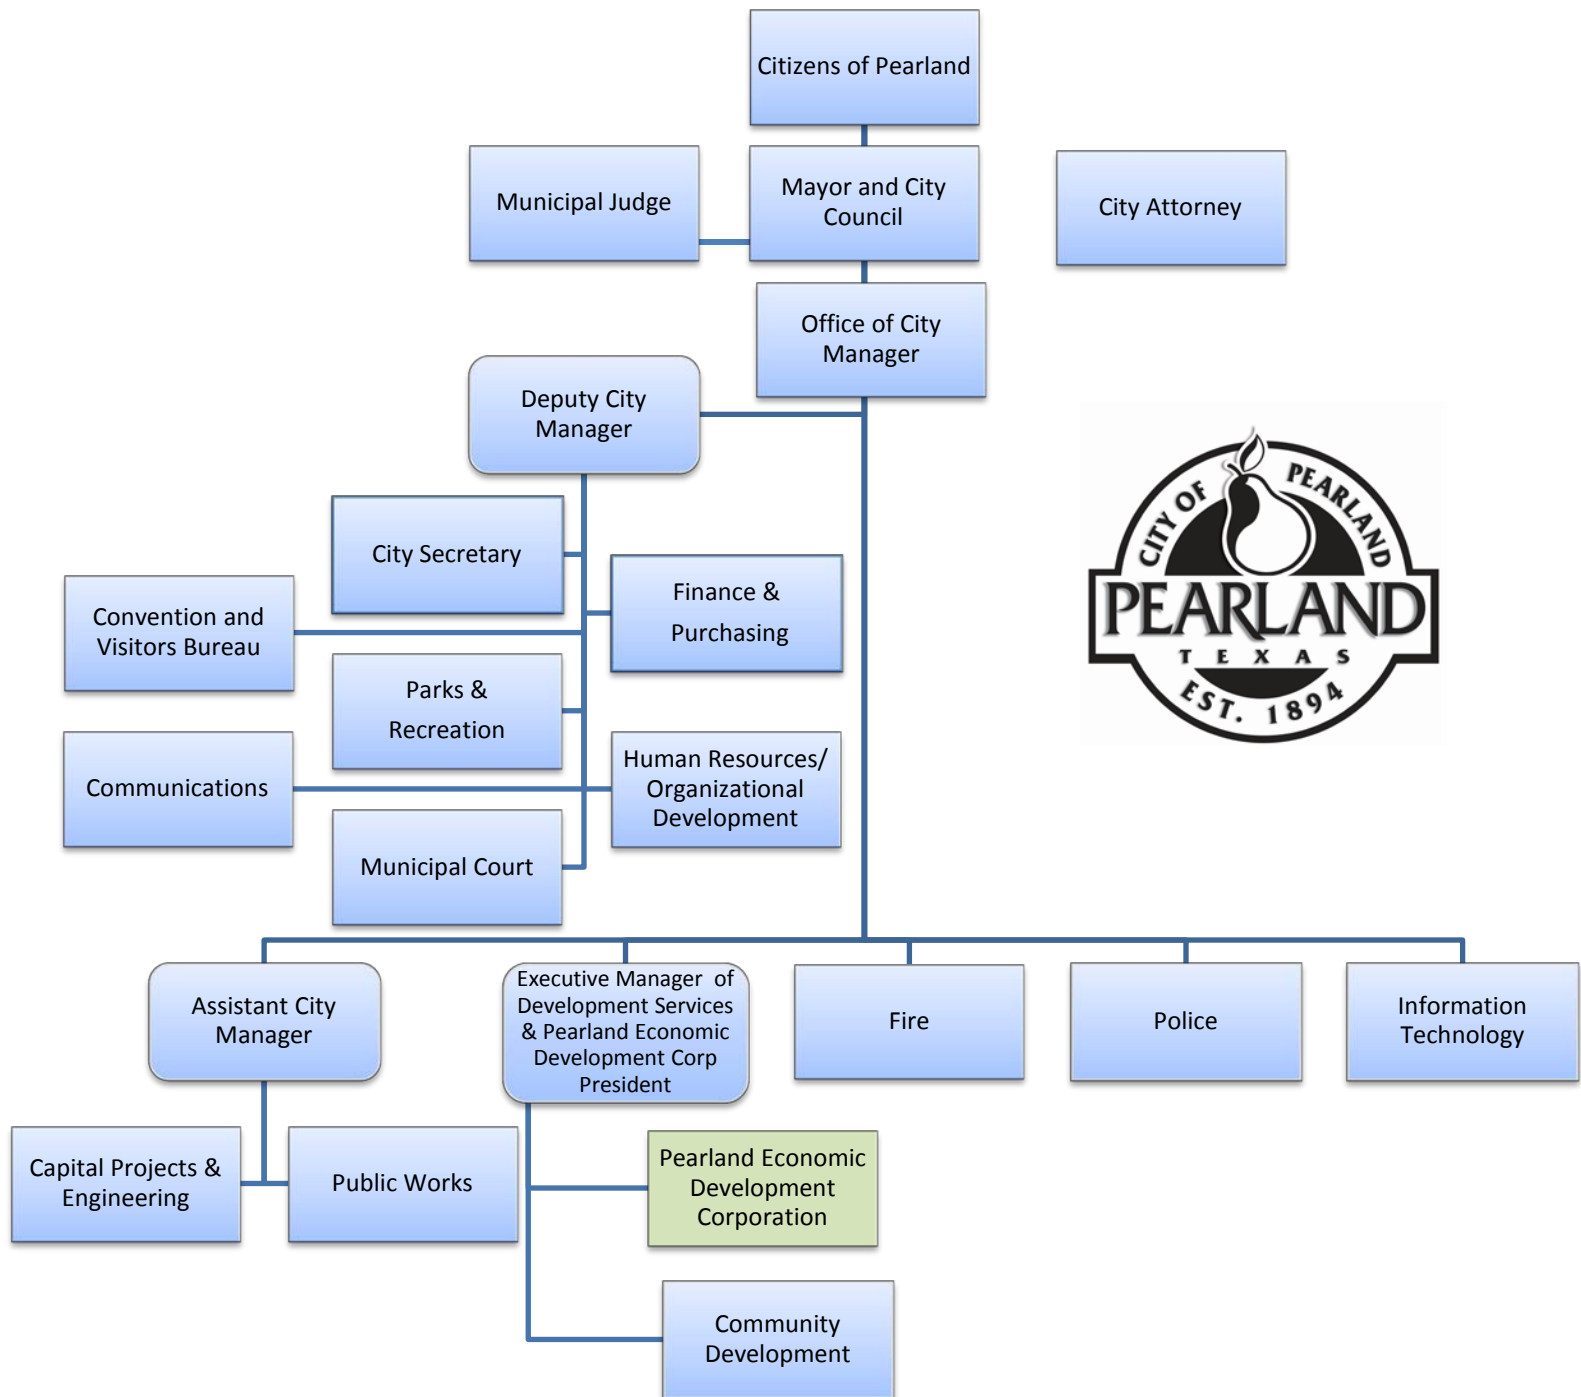 Citizens of Pearland
Municipal Judge
Mayor and City
Council
City Attorney
Office of City
Manager
Deputy City
Manager
City Secretary
Finance &
Purchasing
Convention and
Visitors Bureau
Parks &
Recreation
Communications
Human Resources/
Organizational
Development
Municipal Court
CITY OF PEARLAND
PEARLAND
TEXAS
EST. 1894
Assistant City
Manager
Executive Manager of
Development Services
& Pearland Economic
Development Corp
President
Fire
Police
Information
Technology
Capital Projects &
Engineering
Public Works
Pearland Economic
Development
Corporation
Community
Development